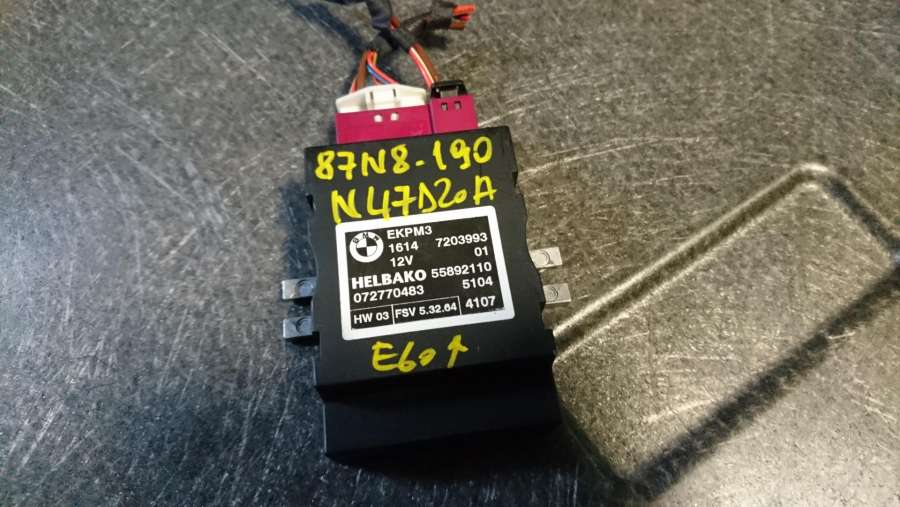 87N8-190
N47D20A
BMW
EKPM3
1614 7203993
12V 01
HELBAKO 55892110
072770483 5104
HW 03 FSV 5.32.64 4107
E60↑